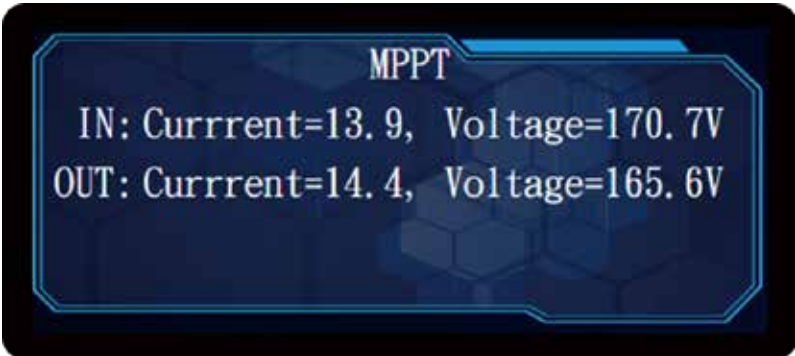 MPPT
IN: Currrent=13.9, Voltage=170.7V
OUT: Currrent=14.4, Voltage=165.6V